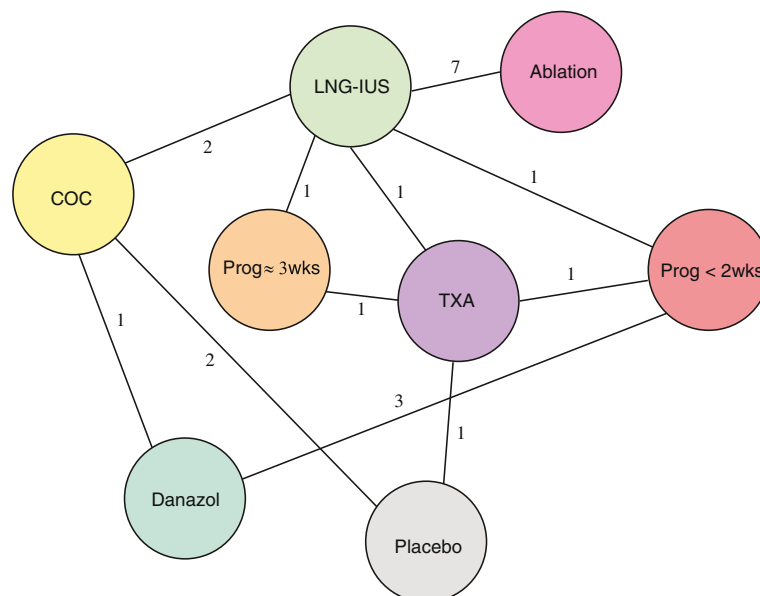 LNG-IUS
7
Ablation
2
COC
1
1
1
Prog ≈ 3wks
TXA
1
Prog < 2wks
1
1
2
3
1
Danazol
Placebo